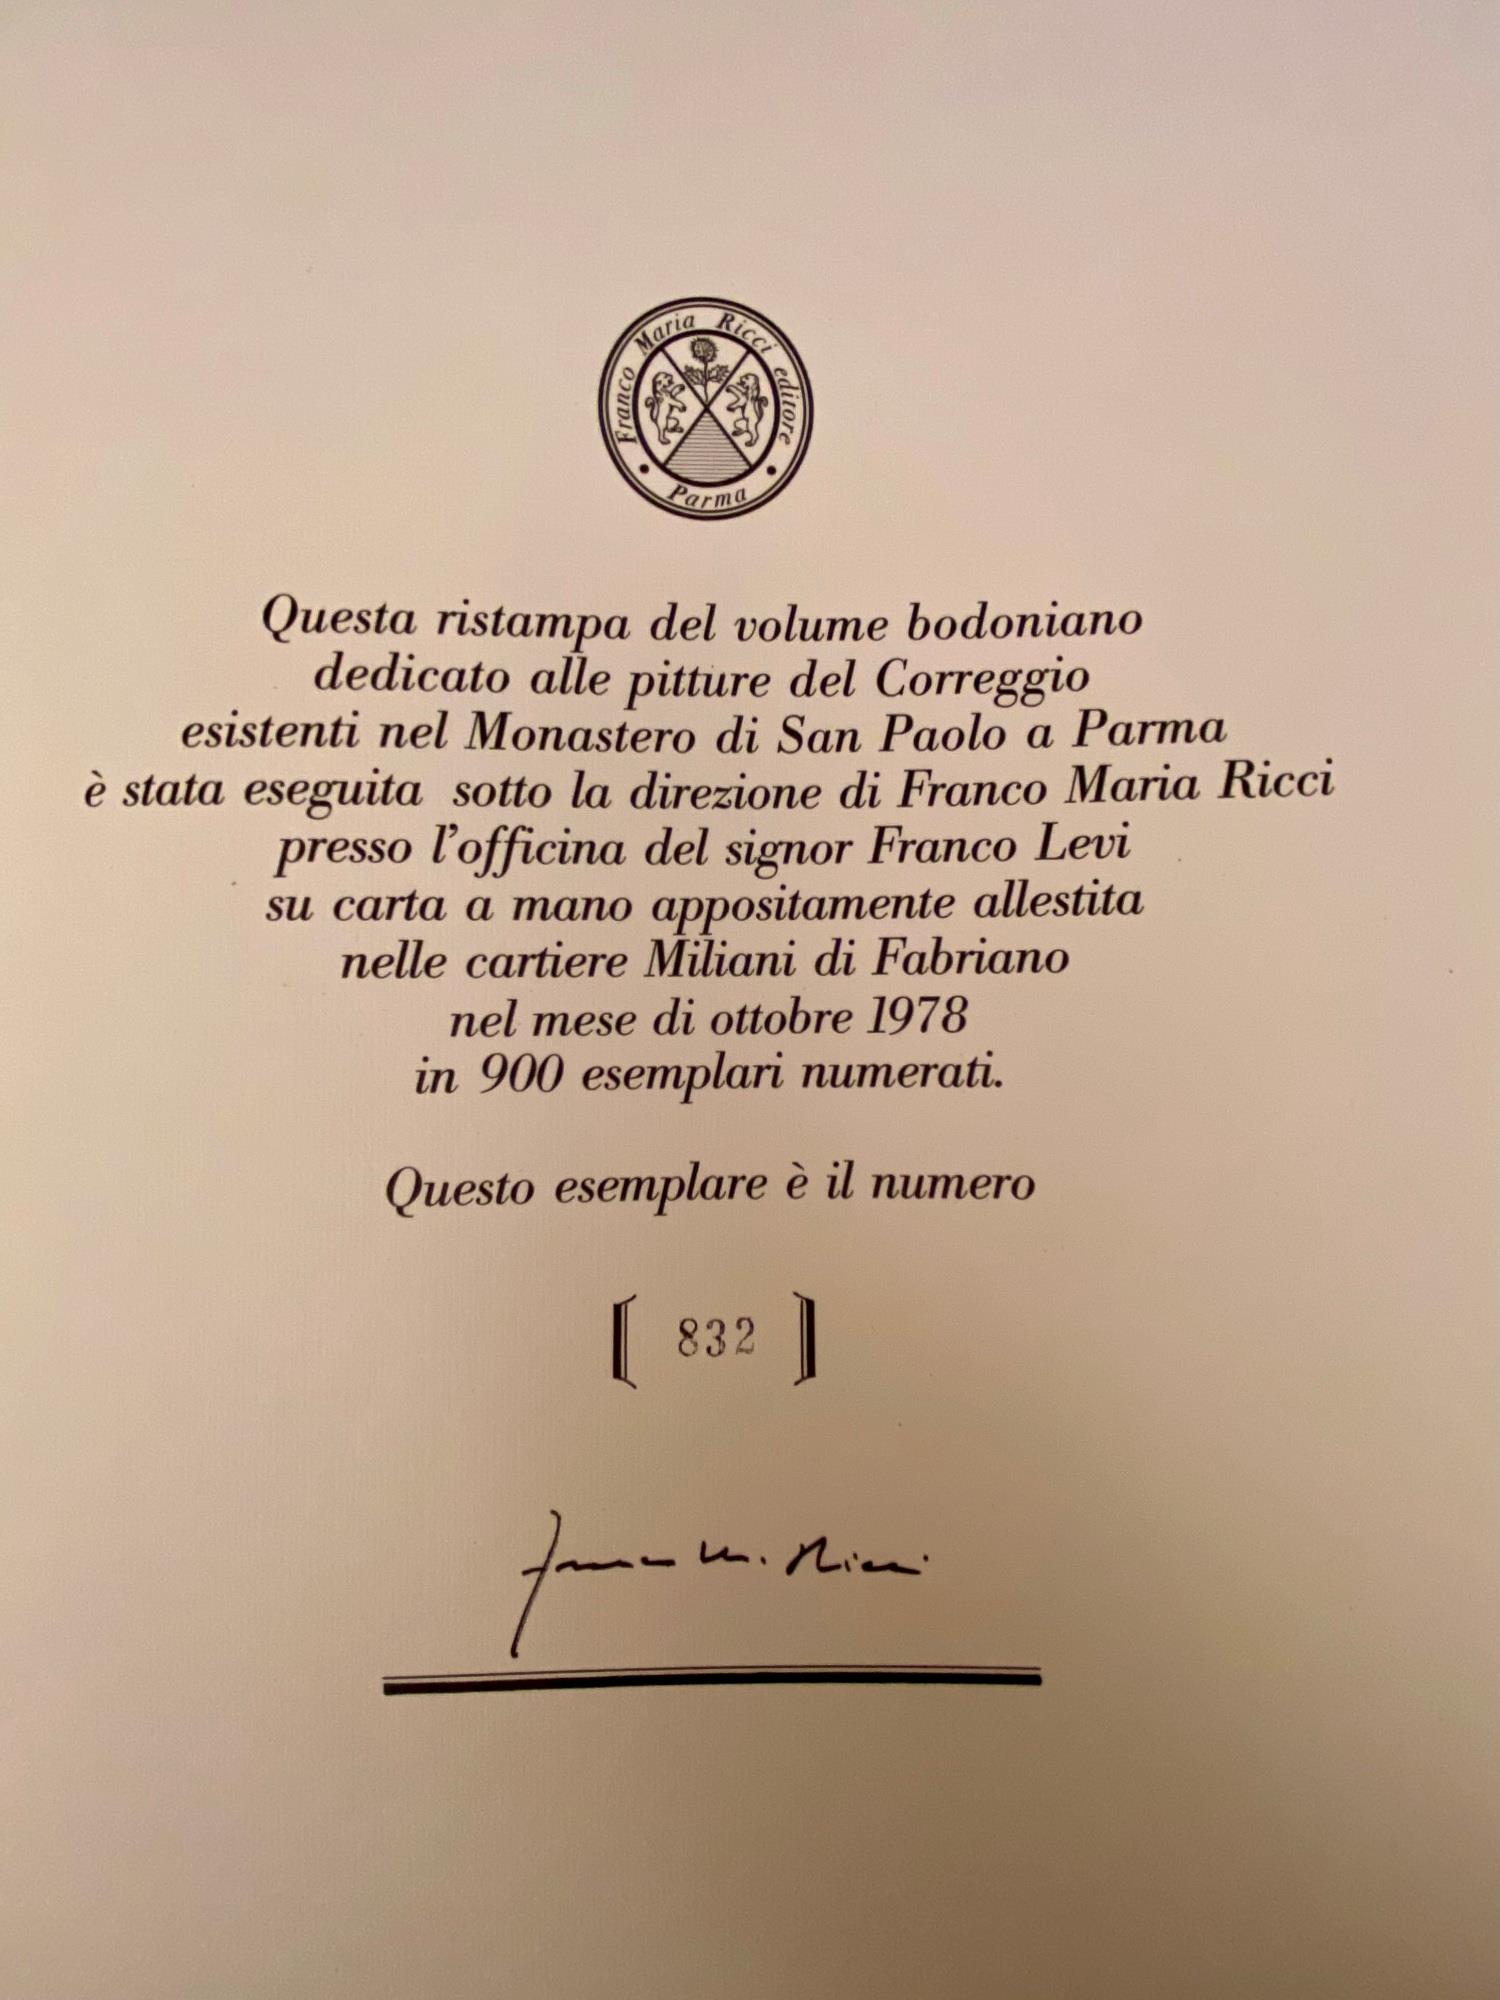 Franco Maria Ricci editore
Parma
Questa ristampa del volume bodoniano
dedicato alle pitture del Correggio
esistenti nel Monastero di San Paolo a Parma
è stata eseguita sotto la direzione di Franco Maria Ricci
presso l'officina del signor Franco Levi
su carta a mano appositamente allestita
nelle cartiere Miliani di Fabriano
nel mese di ottobre 1978
in 900 esemplari numerati.
Questo esemplare è il numero
[ 832 ]
Franco M. Ricci